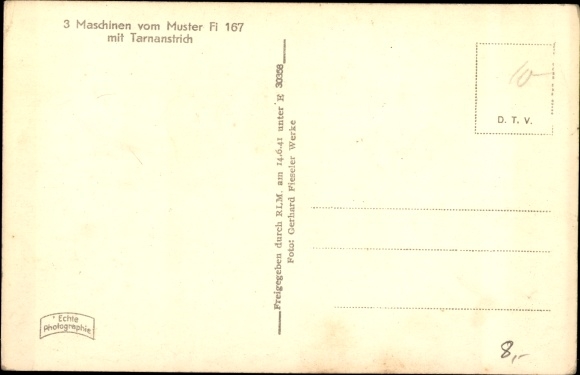 3 Maschinen vom Muster Fi 167
mit Tarnanstrich
Freigegeben durch R.L.M. am 14.6.41 unter E 30358
Foto: Gerhard Fieseler Werke
10
D. T. V.
Echte
Photographie
8,-